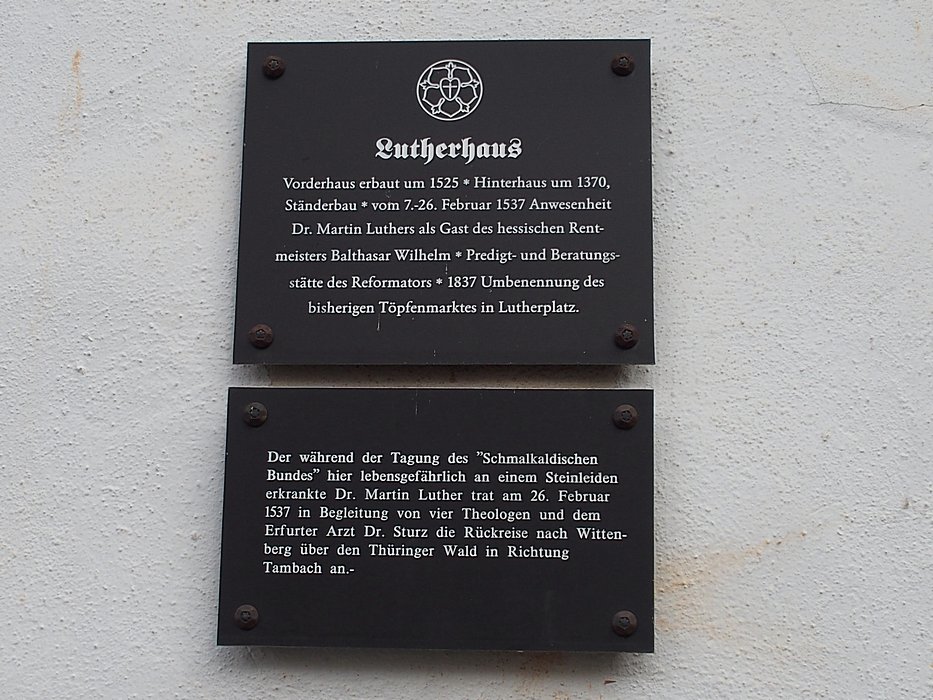 Lutherhaus
Vorderhaus erbaut um 1525 * Hinterhaus um 1370,
Ständerbau * vom 7.-26. Februar 1537 Anwesenheit
Dr. Martin Luthers als Gast des hessischen Rent-
meisters Balthasar Wilhelm * Predigt- und Beratungs-
stätte des Reformators * 1837 Umbenennung des
bisherigen Töpfenmarktes in Lutherplatz.
Der während der Tagung des ”Schmalkaldischen
Bundes” hier lebensgefährlich an einem Steinleiden
erkrankte Dr. Martin Luther trat am 26. Februar
1537 in Begleitung von vier Theologen und dem
Erfurter Arzt Dr. Sturz die Rückreise nach Witten-
berg über den Thüringer Wald in Richtung
Tambach an.-